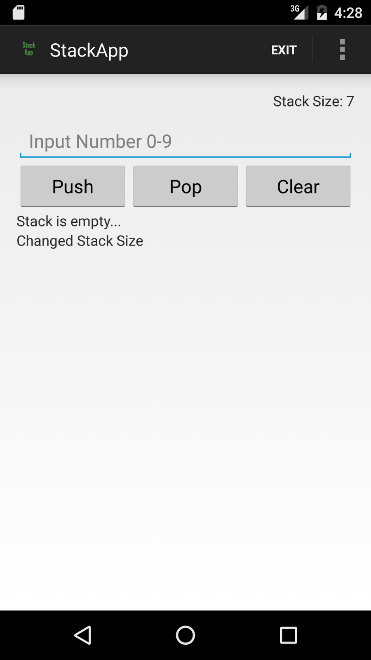 3G 4:28
Stack App StackApp EXIT
Stack Size: 7
Input Number 0-9
Push Pop Clear
Stack is empty...
Changed Stack Size